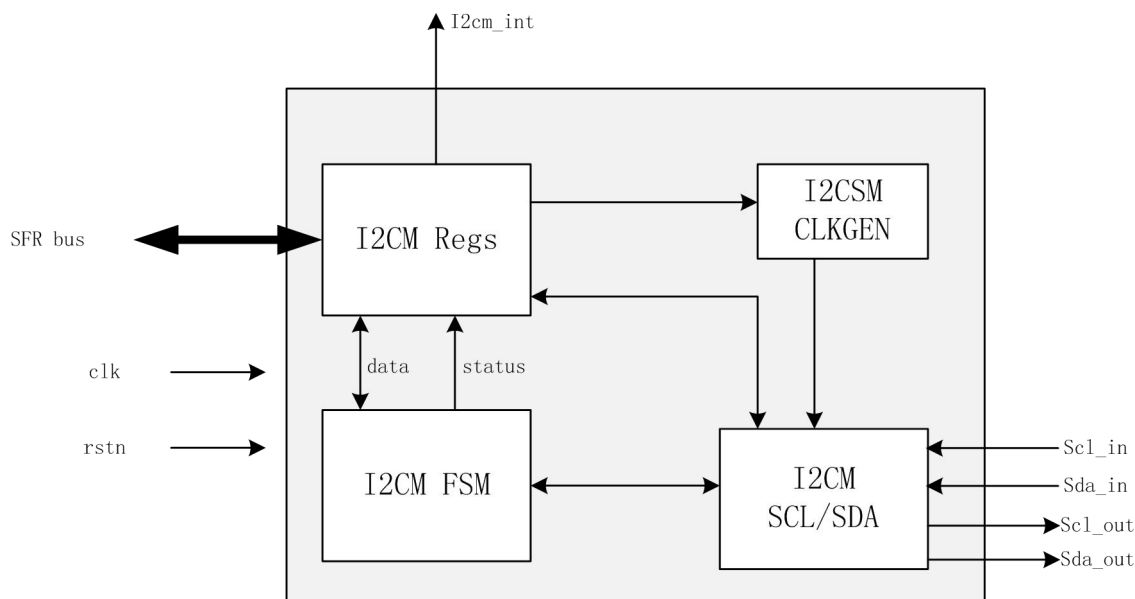 I2cm_int
I2CM Regs
I2CSM
CLKGEN
SFR bus
data
status
clk
rstn
I2CM FSM
I2CM
SCL/SDA
Scl_in
Sda_in
Scl_out
Sda_out